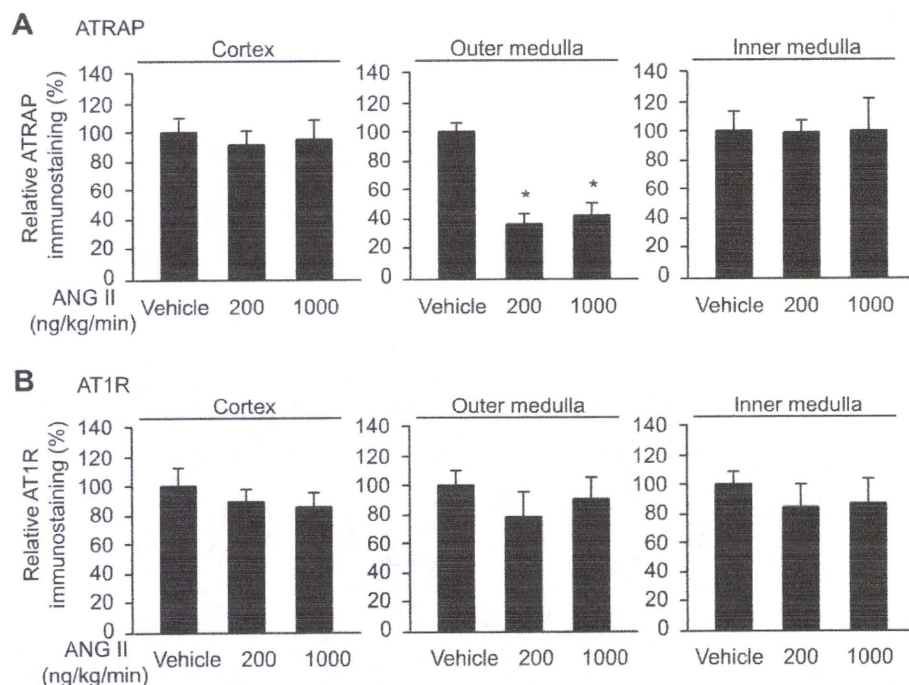 A ATRAP
Cortex Outer medulla Inner medulla
Relative ATRAP
immunostaining (%)
140 140 140
120 120 120
100 100 100
80 80 80
60 60 60
40 40 40
20 20 20
0 0 0
* *
ANG II Vehicle 200 1000 Vehicle 200 1000 Vehicle 200 1000
(ng/kg/min)
B AT1R
Cortex Outer medulla Inner medulla
Relative AT1R
immunostaining (%)
140 140 140
120 120 120
100 100 100
80 80 80
60 60 60
40 40 40
20 20 20
0 0 0
ANG II Vehicle 200 1000 Vehicle 200 1000 Vehicle 200 1000
(ng/kg/min)